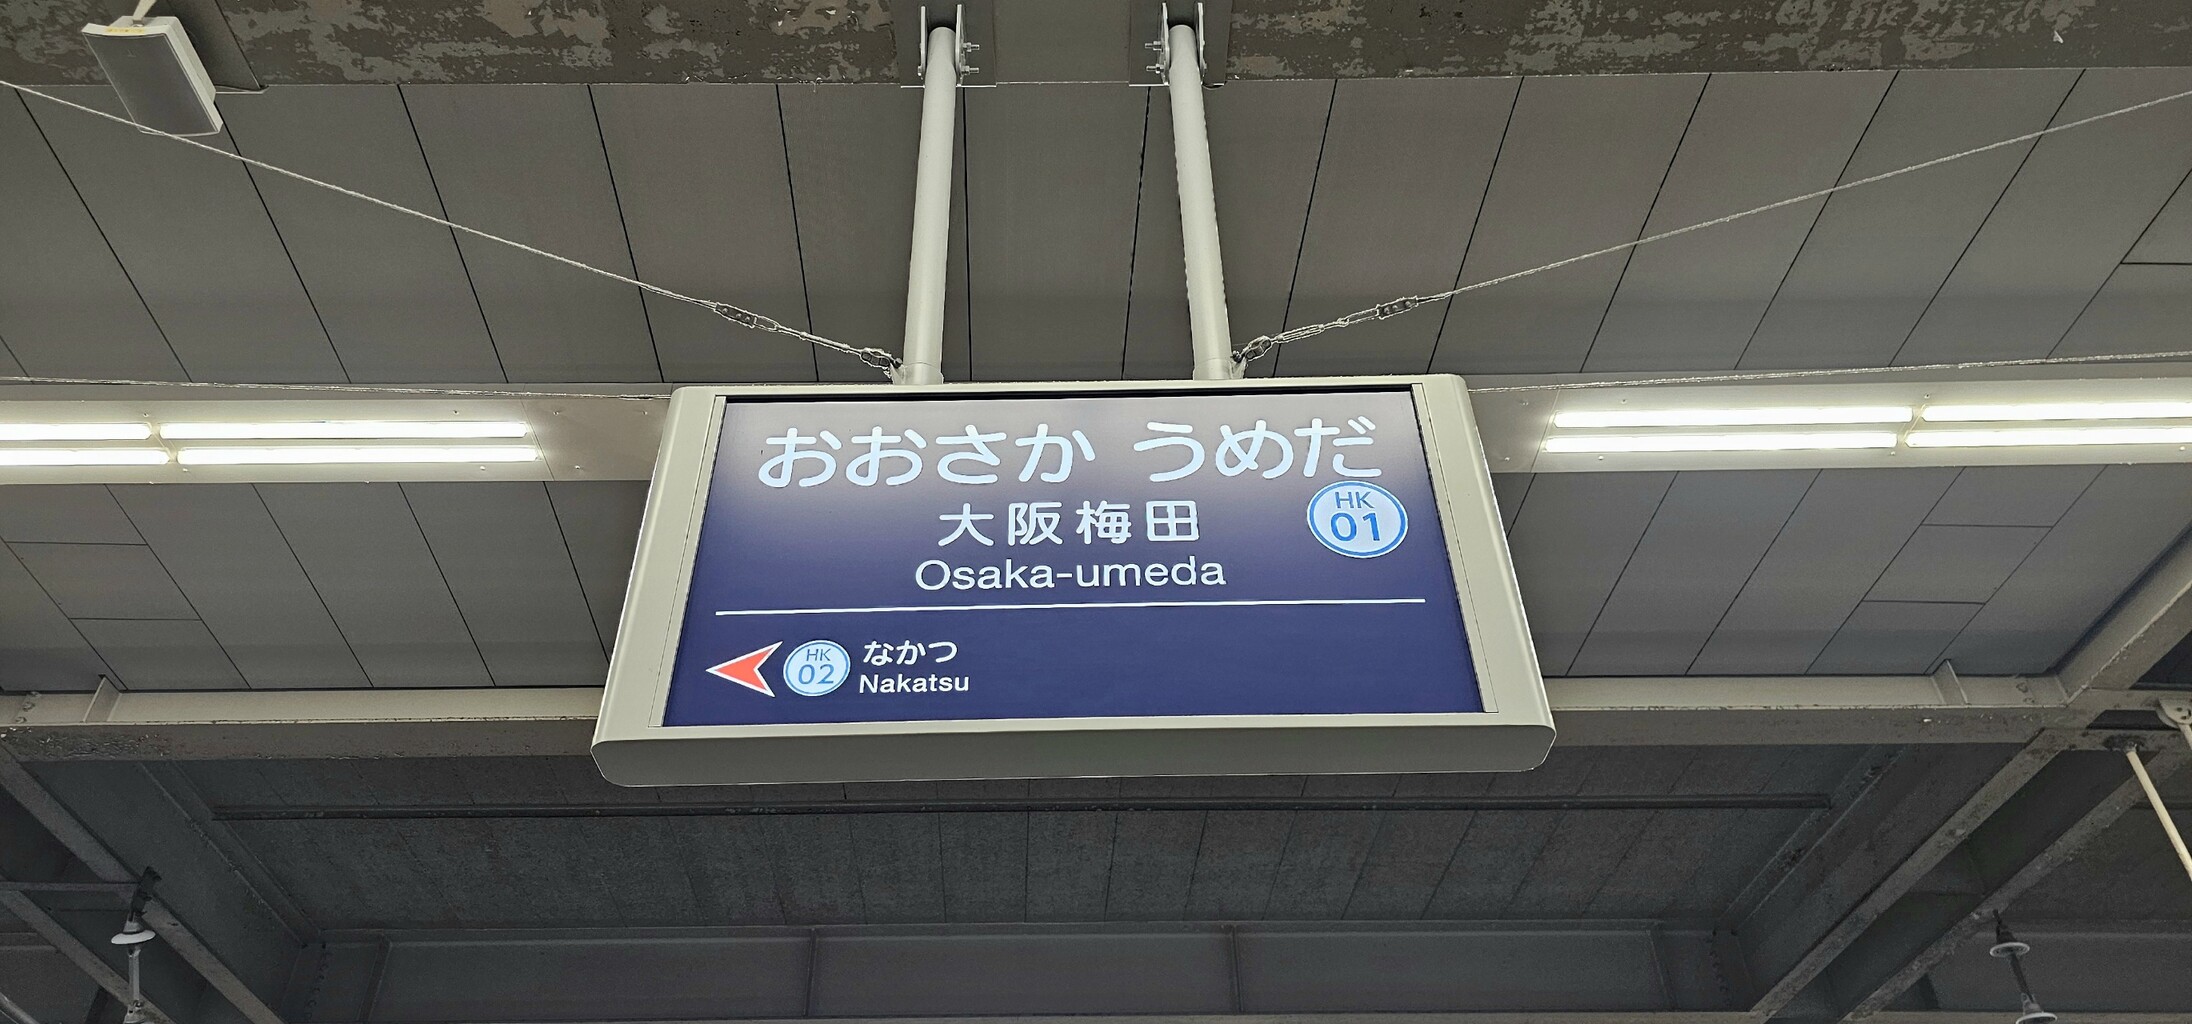 おおさか うめだ
大阪梅田
HK
01
Osaka-umeda
HK
02
なかつ
Nakatsu